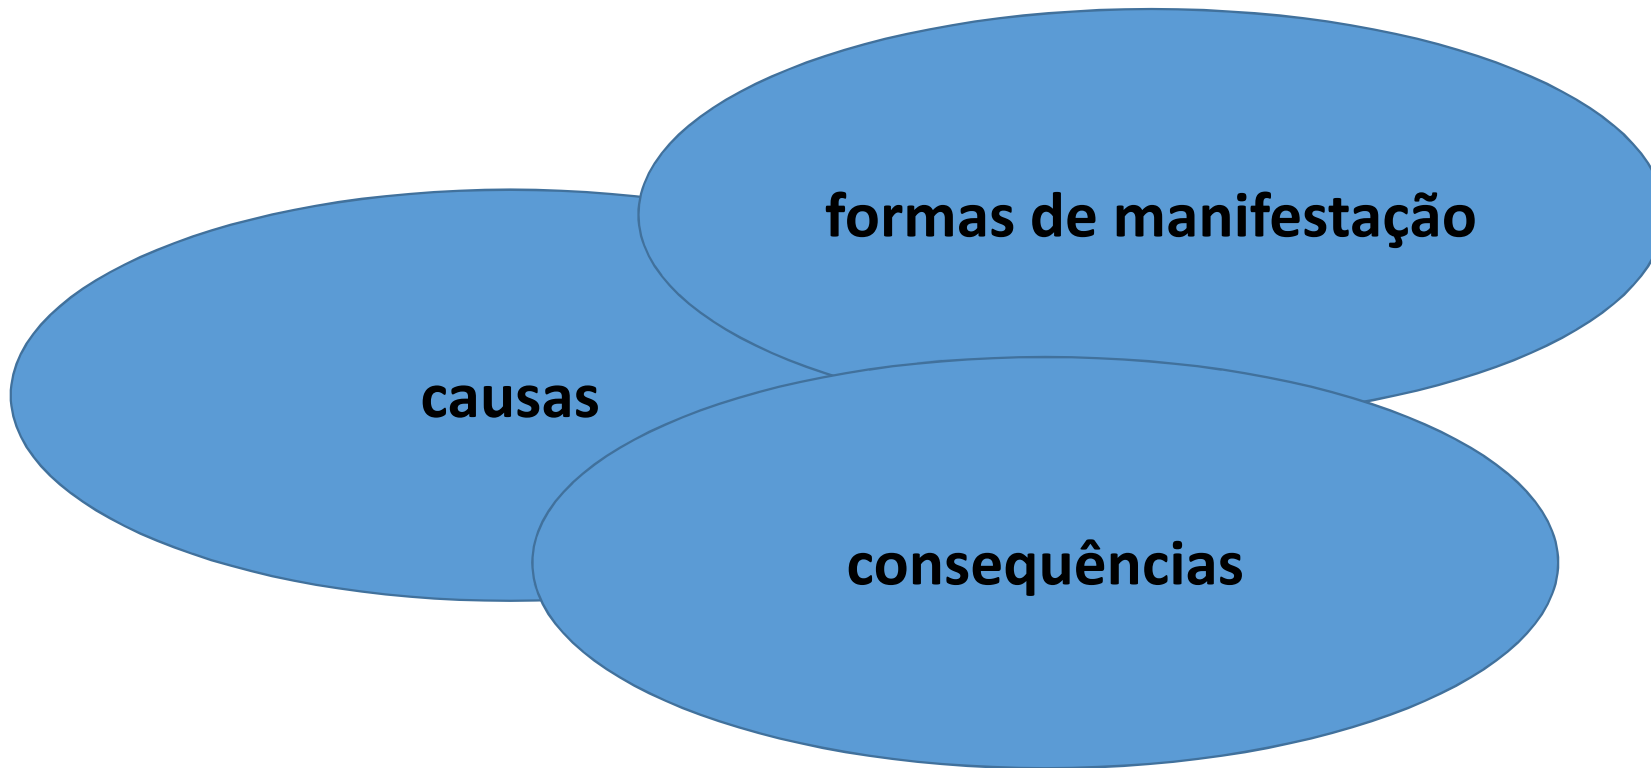 formas de manifestação
causas
consequências